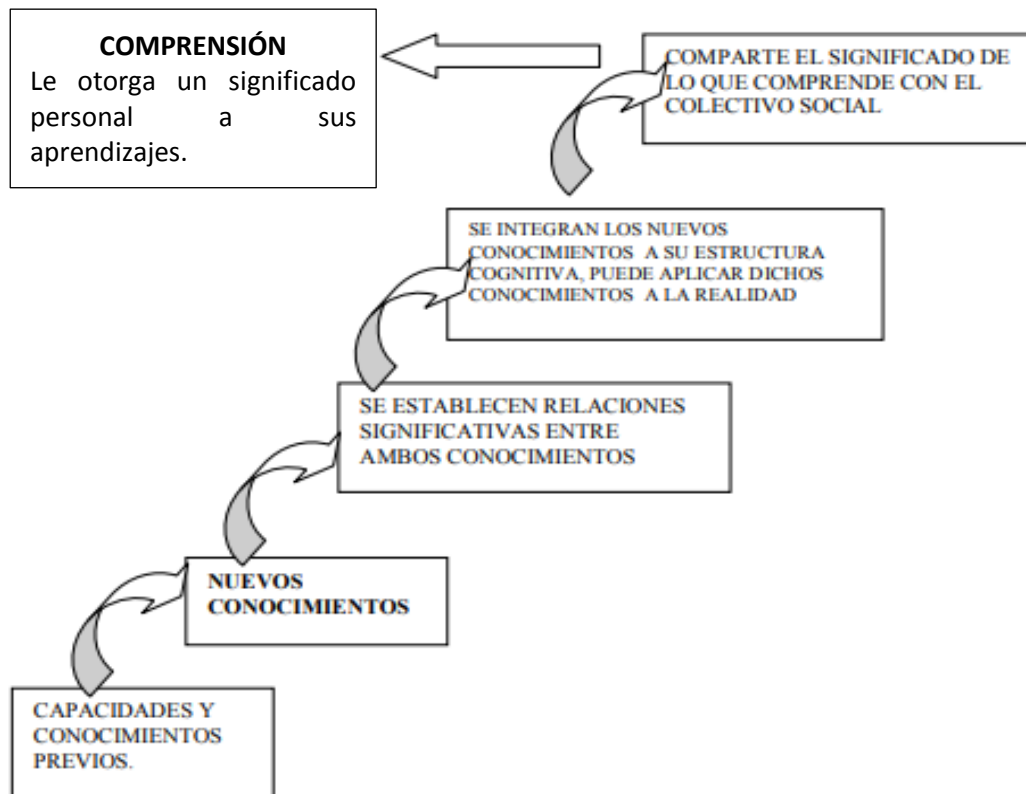 COMPRENSIÓN
Le otorga un significado
personal a sus
aprendizajes.
COMPARTE EL SIGNIFICADO DE
LO QUE COMPRENDE CON EL
COLECTIVO SOCIAL
SE INTEGRAN LOS NUEVOS
CONOCIMIENTOS A SU ESTRUCTURA
COGNITIVA, PUEDE APLICAR DICHOS
CONOCIMIENTOS A LA REALIDAD
SE ESTABLECEN RELACIONES
SIGNIFICATIVAS ENTRE
AMBOS CONOCIMIENTOS
NUEVOS
CONOCIMIENTOS
CAPACIDADES Y
CONOCIMIENTOS
PREVIOS.